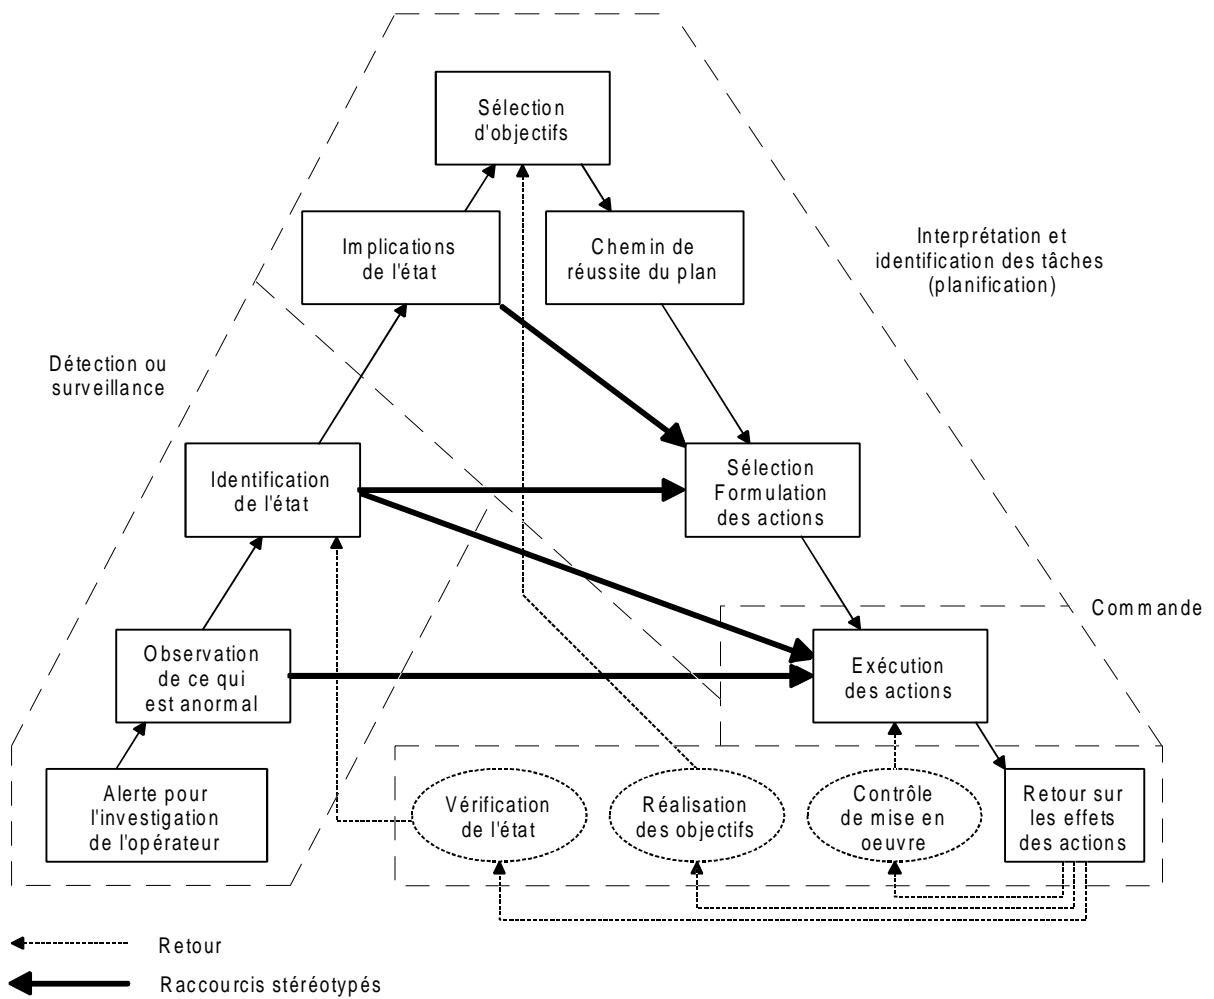 Sélection
d'objectifs
Implications
de l'état
Chemin de
réussite du plan
Interprétation et
identification des tâches
(planification)
Détection ou
surveillance
Identification
de l'état
Sélection
Formulation
des actions
Commande
Observation
de ce qui
est anormal
Exécution
des actions
Alerte pour
l'investigation
de l'opérateur
Vérification
de l'état
Réalisation
des objectifs
Contrôle
de mise en
oeuvre
Retour sur
les effets
des actions
Retour
Raccourcis stéréotypés